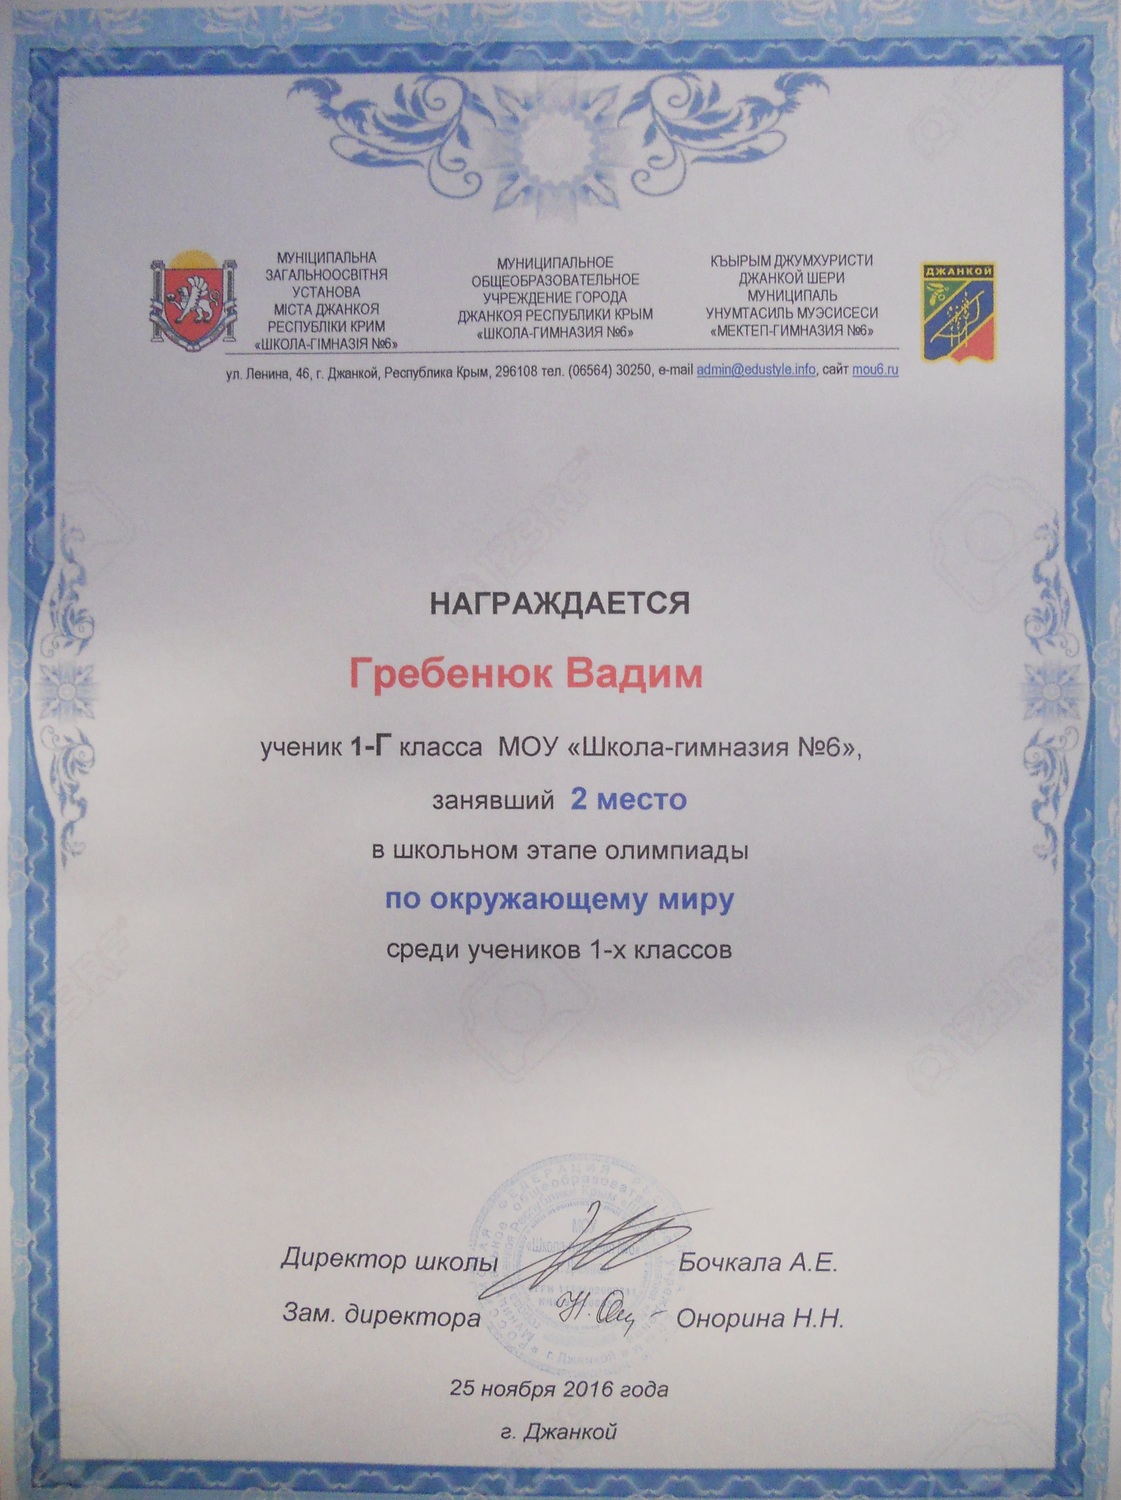 МУНІЦИПАЛЬНА
ЗАГАЛЬНООСВІТНЯ
УСТАНОВА
МІСТА ДЖАНКОЯ
РЕСПУБЛІКИ КРИМ
«ШКОЛА-ГІМНАЗІЯ №6»
МУНИЦИПАЛЬНОЕ
ОБЩЕОБРАЗОВАТЕЛЬНОЕ
УЧРЕЖДЕНИЕ ГОРОДА
ДЖАНКОЯ РЕСПУБЛИКИ КРЫМ
«ШКОЛА-ГИМНАЗИЯ №6»
КЪЫРЫМ ДЖУМХУРИСТИ
ДЖАНКОЙ ШЕРИ
МУНИЦИПАЛЬ
УНУМТАСИЛЬ МУЭСИСЕСИ
«МЕКТЕП-ГИМНАЗИЯ №6»
ДЖАНКОЙ
ул. Ленина, 46, г. Джанкой, Республика Крым, 296108 тел. (06564) 30250, e-mail admin@edustyle.info, сайт mou6.ru
НАГРАЖДАЕТСЯ
Гребенюк Вадим
ученик 1-Г класса МОУ «Школа-гимназия №6»,
занявший 2 место
в школьном этапе олимпиады
по окружающему миру
среди учеников 1-х классов
Директор школы Бочкала А.Е.
Зам. директора Онорина Н.Н.
25 ноября 2016 года
г. Джанкой